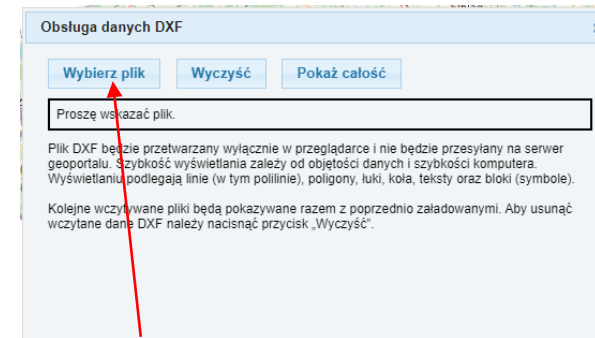 Obsługa danych DXF
Wybierz plik Wyczyść Pokaż całość
Proszę wskazać plik.
Plik DXF będzie przetwarzany wyłącznie w przeglądarce i nie będzie przesyłany na serwer
geoportalu. Szybkość wyświetlania zależy od objętości danych i szybkości komputera.
Wyświetlaniu podlegają linie (w tym polilinie), poligony, łuki, koła, teksty oraz bloki (symbole).
Kolejne wczytywane pliki będą pokazywane razem z poprzednio załadowanymi. Aby usunąć
wczytane dane DXF należy nacisnąć przycisk „Wyczyść”.